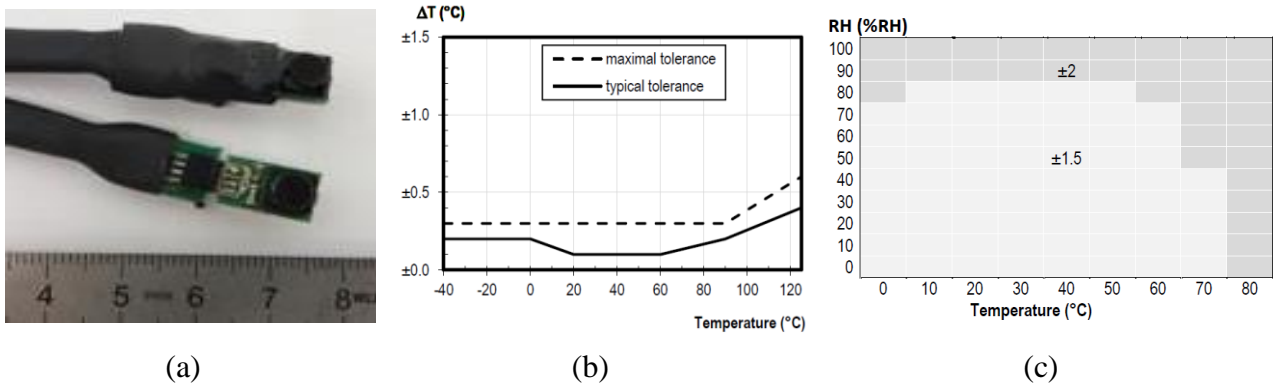 4 5 6 7 8
(a)
ΔT (°C)
±1.5
±1.0
±0.5
±0.0
maximal tolerance
typical tolerance
-40 -20 0 20 40 60 80 100 120
Temperature (°C)
(b)
RH (%RH)
100
90
80
70
60
50
40
30
20
10
0
±2
±1.5
0 10 20 30 40 50 60 70 80
Temperature (°C)
(c)